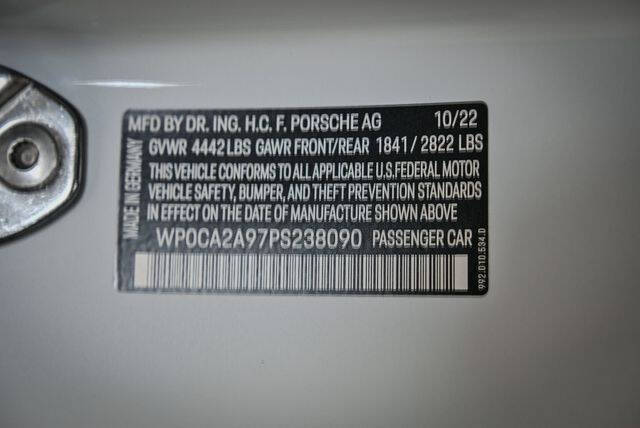 MFD BY DR. ING. H.C. F. PORSCHE AG 10/22
GVWR 4442LBS GAWR FRONT/REAR 1841 / 2822 LBS
THIS VEHICLE CONFORMS TO ALL APPLICABLE U.S. FEDERAL MOTOR
VEHICLE SAFETY, BUMPER, AND THEFT PREVENTION STANDARDS
IN EFFECT ON THE DATE OF MANUFACTURE SHOWN ABOVE
WP0CA2A97PS238090 PASSENGER CAR
MADE IN GERMANY
992.010.534.D